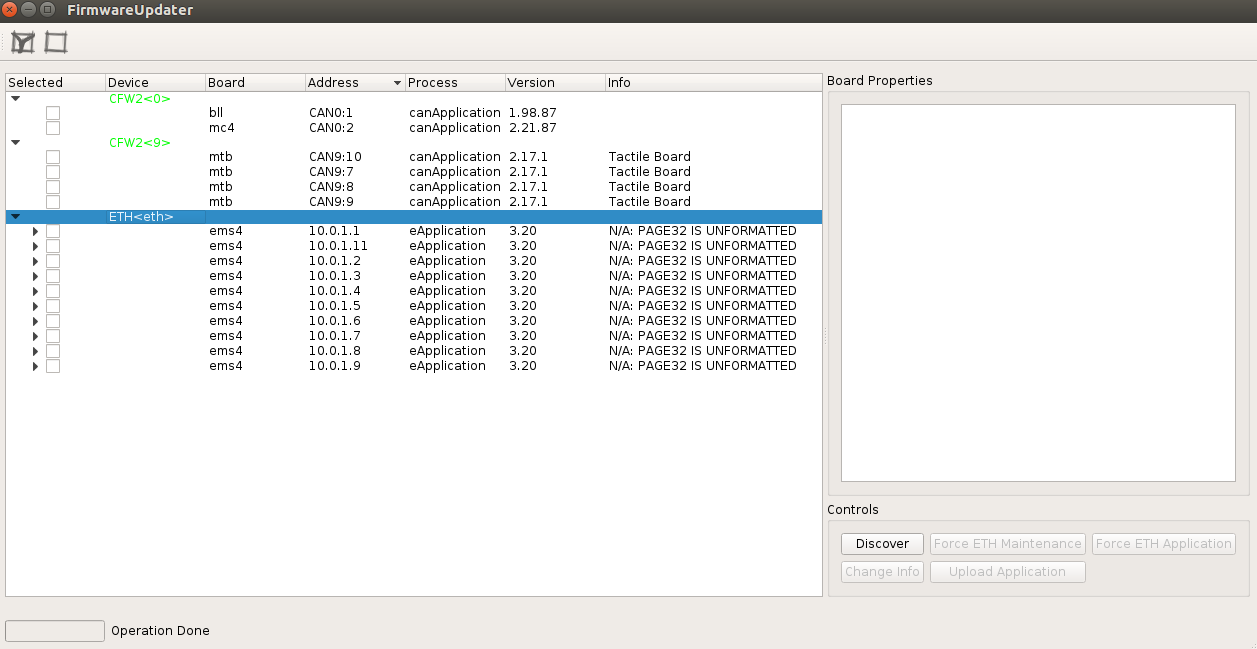 FirmwareUpdater
Selected Device Board Address Process Version Info
CFW2<0>
bll CAN0:1 canApplication 1.98.87
mc4 CAN0:2 canApplication 2.21.87
CFW2<9>
mtb CAN9:10 canApplication 2.17.1 Tactile Board
mtb CAN9:7 canApplication 2.17.1 Tactile Board
mtb CAN9:8 canApplication 2.17.1 Tactile Board
mtb CAN9:9 canApplication 2.17.1 Tactile Board
ETH<eth>
ems4 10.0.1.1 eApplication 3.20 N/A: PAGE32 IS UNFORMATTED
ems4 10.0.1.11 eApplication 3.20 N/A: PAGE32 IS UNFORMATTED
ems4 10.0.1.2 eApplication 3.20 N/A: PAGE32 IS UNFORMATTED
ems4 10.0.1.3 eApplication 3.20 N/A: PAGE32 IS UNFORMATTED
ems4 10.0.1.4 eApplication 3.20 N/A: PAGE32 IS UNFORMATTED
ems4 10.0.1.5 eApplication 3.20 N/A: PAGE32 IS UNFORMATTED
ems4 10.0.1.6 eApplication 3.20 N/A: PAGE32 IS UNFORMATTED
ems4 10.0.1.7 eApplication 3.20 N/A: PAGE32 IS UNFORMATTED
ems4 10.0.1.8 eApplication 3.20 N/A: PAGE32 IS UNFORMATTED
ems4 10.0.1.9 eApplication 3.20 N/A: PAGE32 IS UNFORMATTED
Board Properties
Controls
Discover Force ETH Maintenance Force ETH Application
Change Info Upload Application
Operation Done